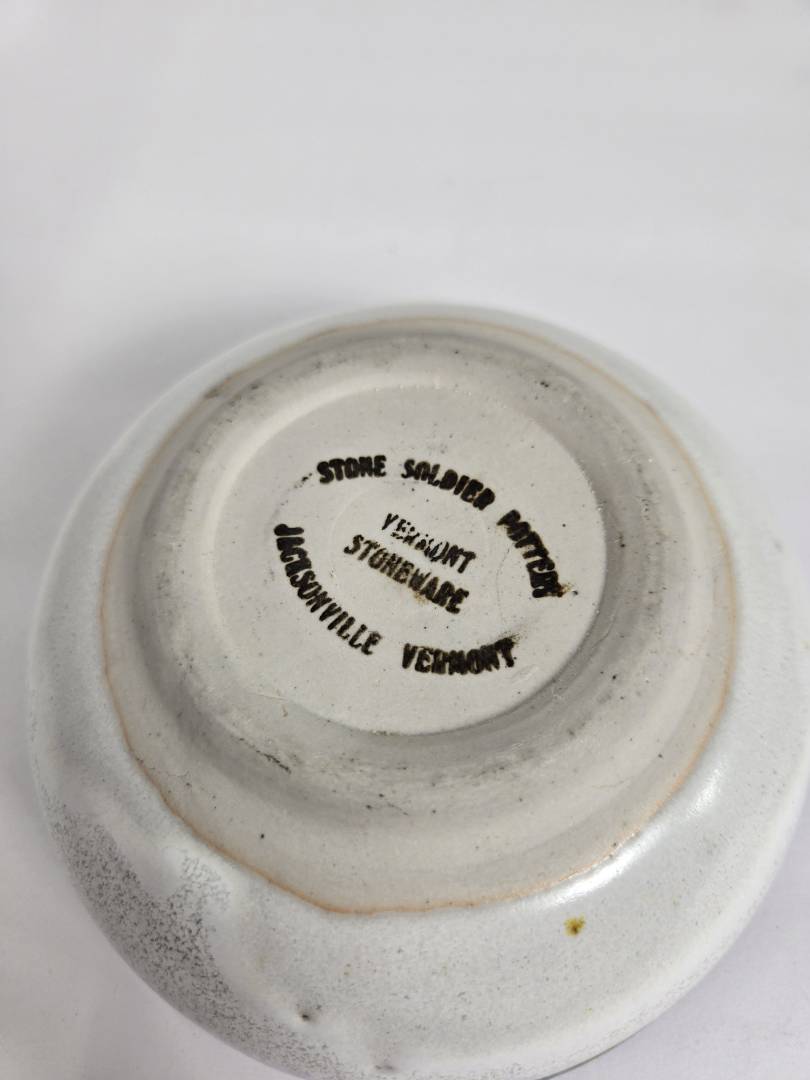 STONE SOLDIER POTTERY
VERMONT
STONEWARE
JACKSONVILLE VERMONT